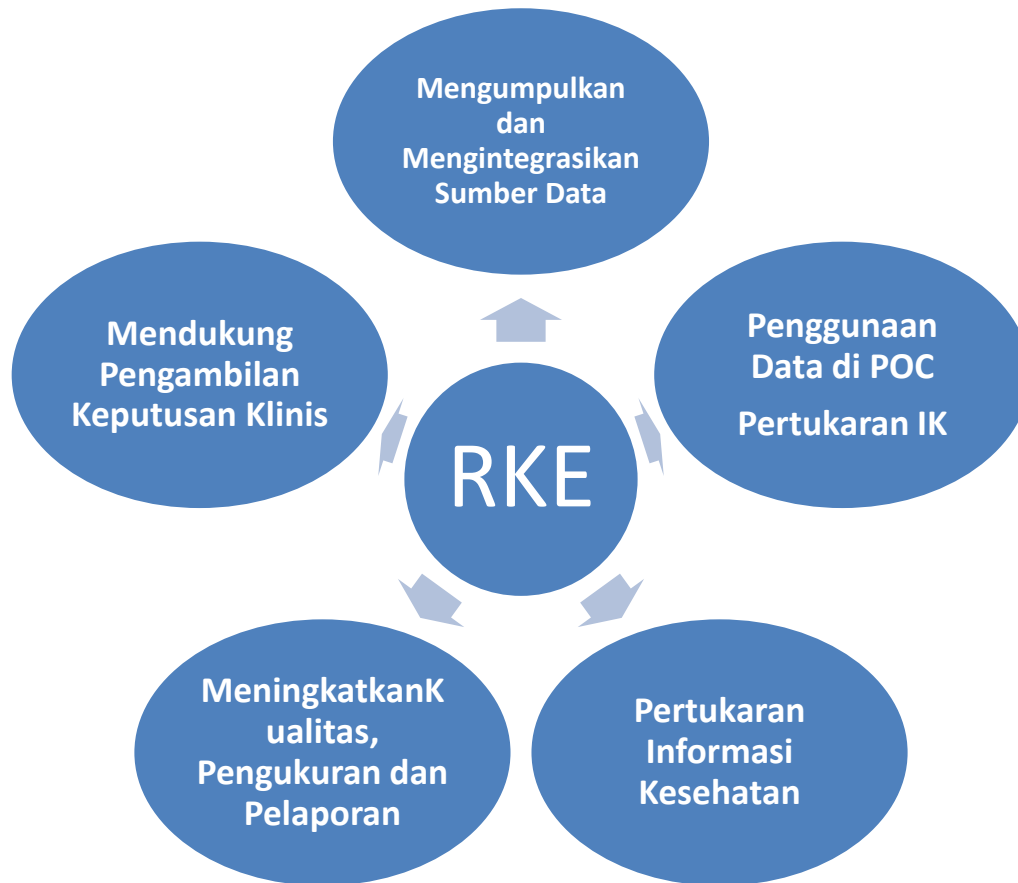 Mengumpulkan
dan
Mengintegrasikan
Sumber Data
Penggunaan
Data di POC
Pertukaran IK
Pertukaran
Informasi
Kesehatan
MeningkatkanK
ualitas,
Pengukuran dan
Pelaporan
Mendukung
Pengambilan
Keputusan Klinis
RKE